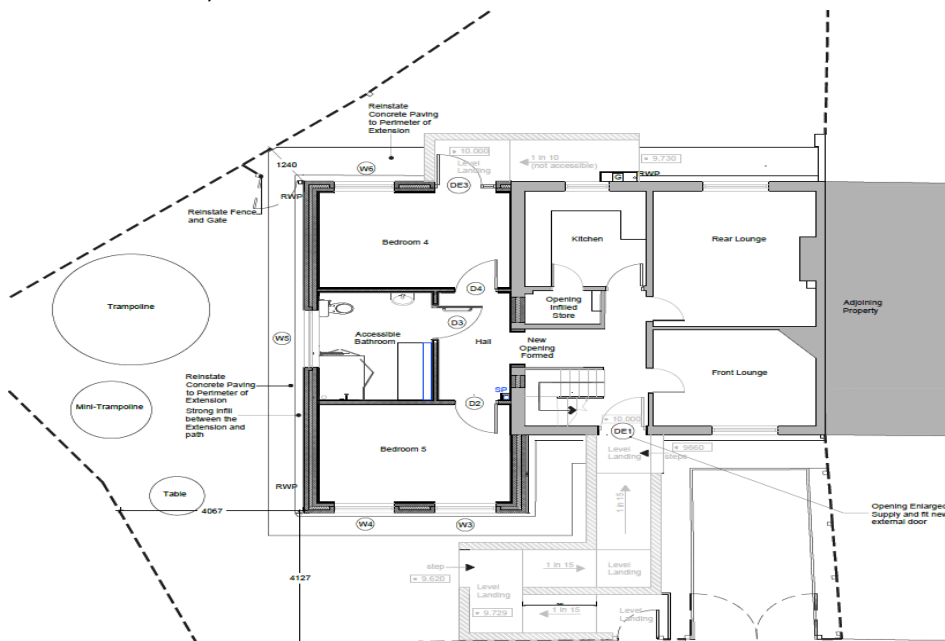 Reinstate
Concrete Paving
to Perimeter of
Extension
10.000
Level
Landing
1 in 10
(not accessible)
9.730
1240
W6
DE3
G
RWP
RWP
Reinstate Fence
and Gate
Bedroom 4
Kitchen
Rear Lounge
D4
Trampoline
Opening
Infilled
Store
Adjoining
Property
D3
Accessible
Bathroom
W5
Hall
New
Opening
Formed
Front Lounge
Reinstate
Concrete Paving
to Perimeter of
Extension
Strong infill
between the
Extension and
path
Mini-Trampoline
SP
D2
10.000
DE1
Bedroom 5
Level
Landing
9660
steps
RWP
Table
4067
1 in 15
Opening Enlarged
Supply and fit new
external door
W4
W3
step
9.620
4127
1 in 15
Level
Landing
Level
Landing
9.729
1 in 15
Level
Landing